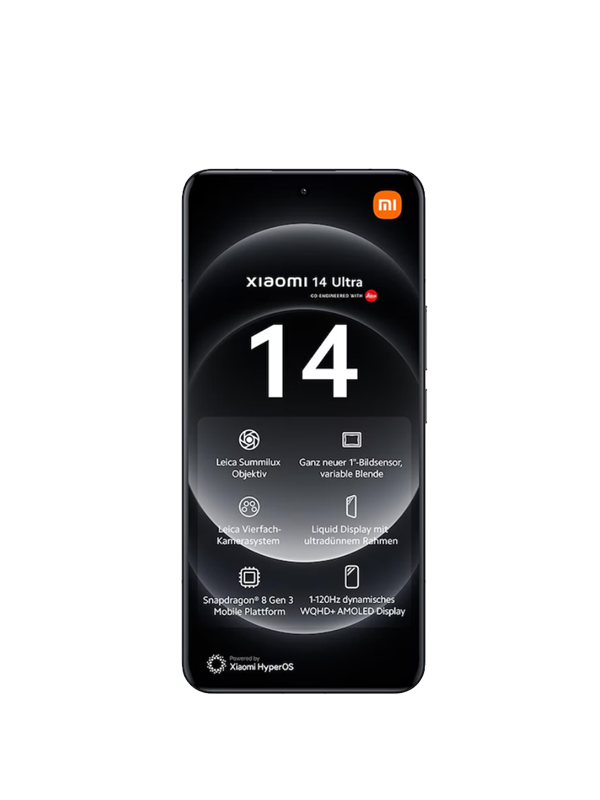 mi
xiaomi 14 Ultra
CO-ENGINEERED WITH Leica
14
Leica Summilux
Objektiv
Ganz neuer 1"-Bildsensor,
variable Blende
Leica Vierfach-
Kamerasystem
Liquid Display mit
ultradünnem Rahmen
Snapdragon® 8 Gen 3
Mobile Plattform
1-120Hz dynamisches
WQHD+ AMOLED Display
Powered by
Xiaomi HyperOS